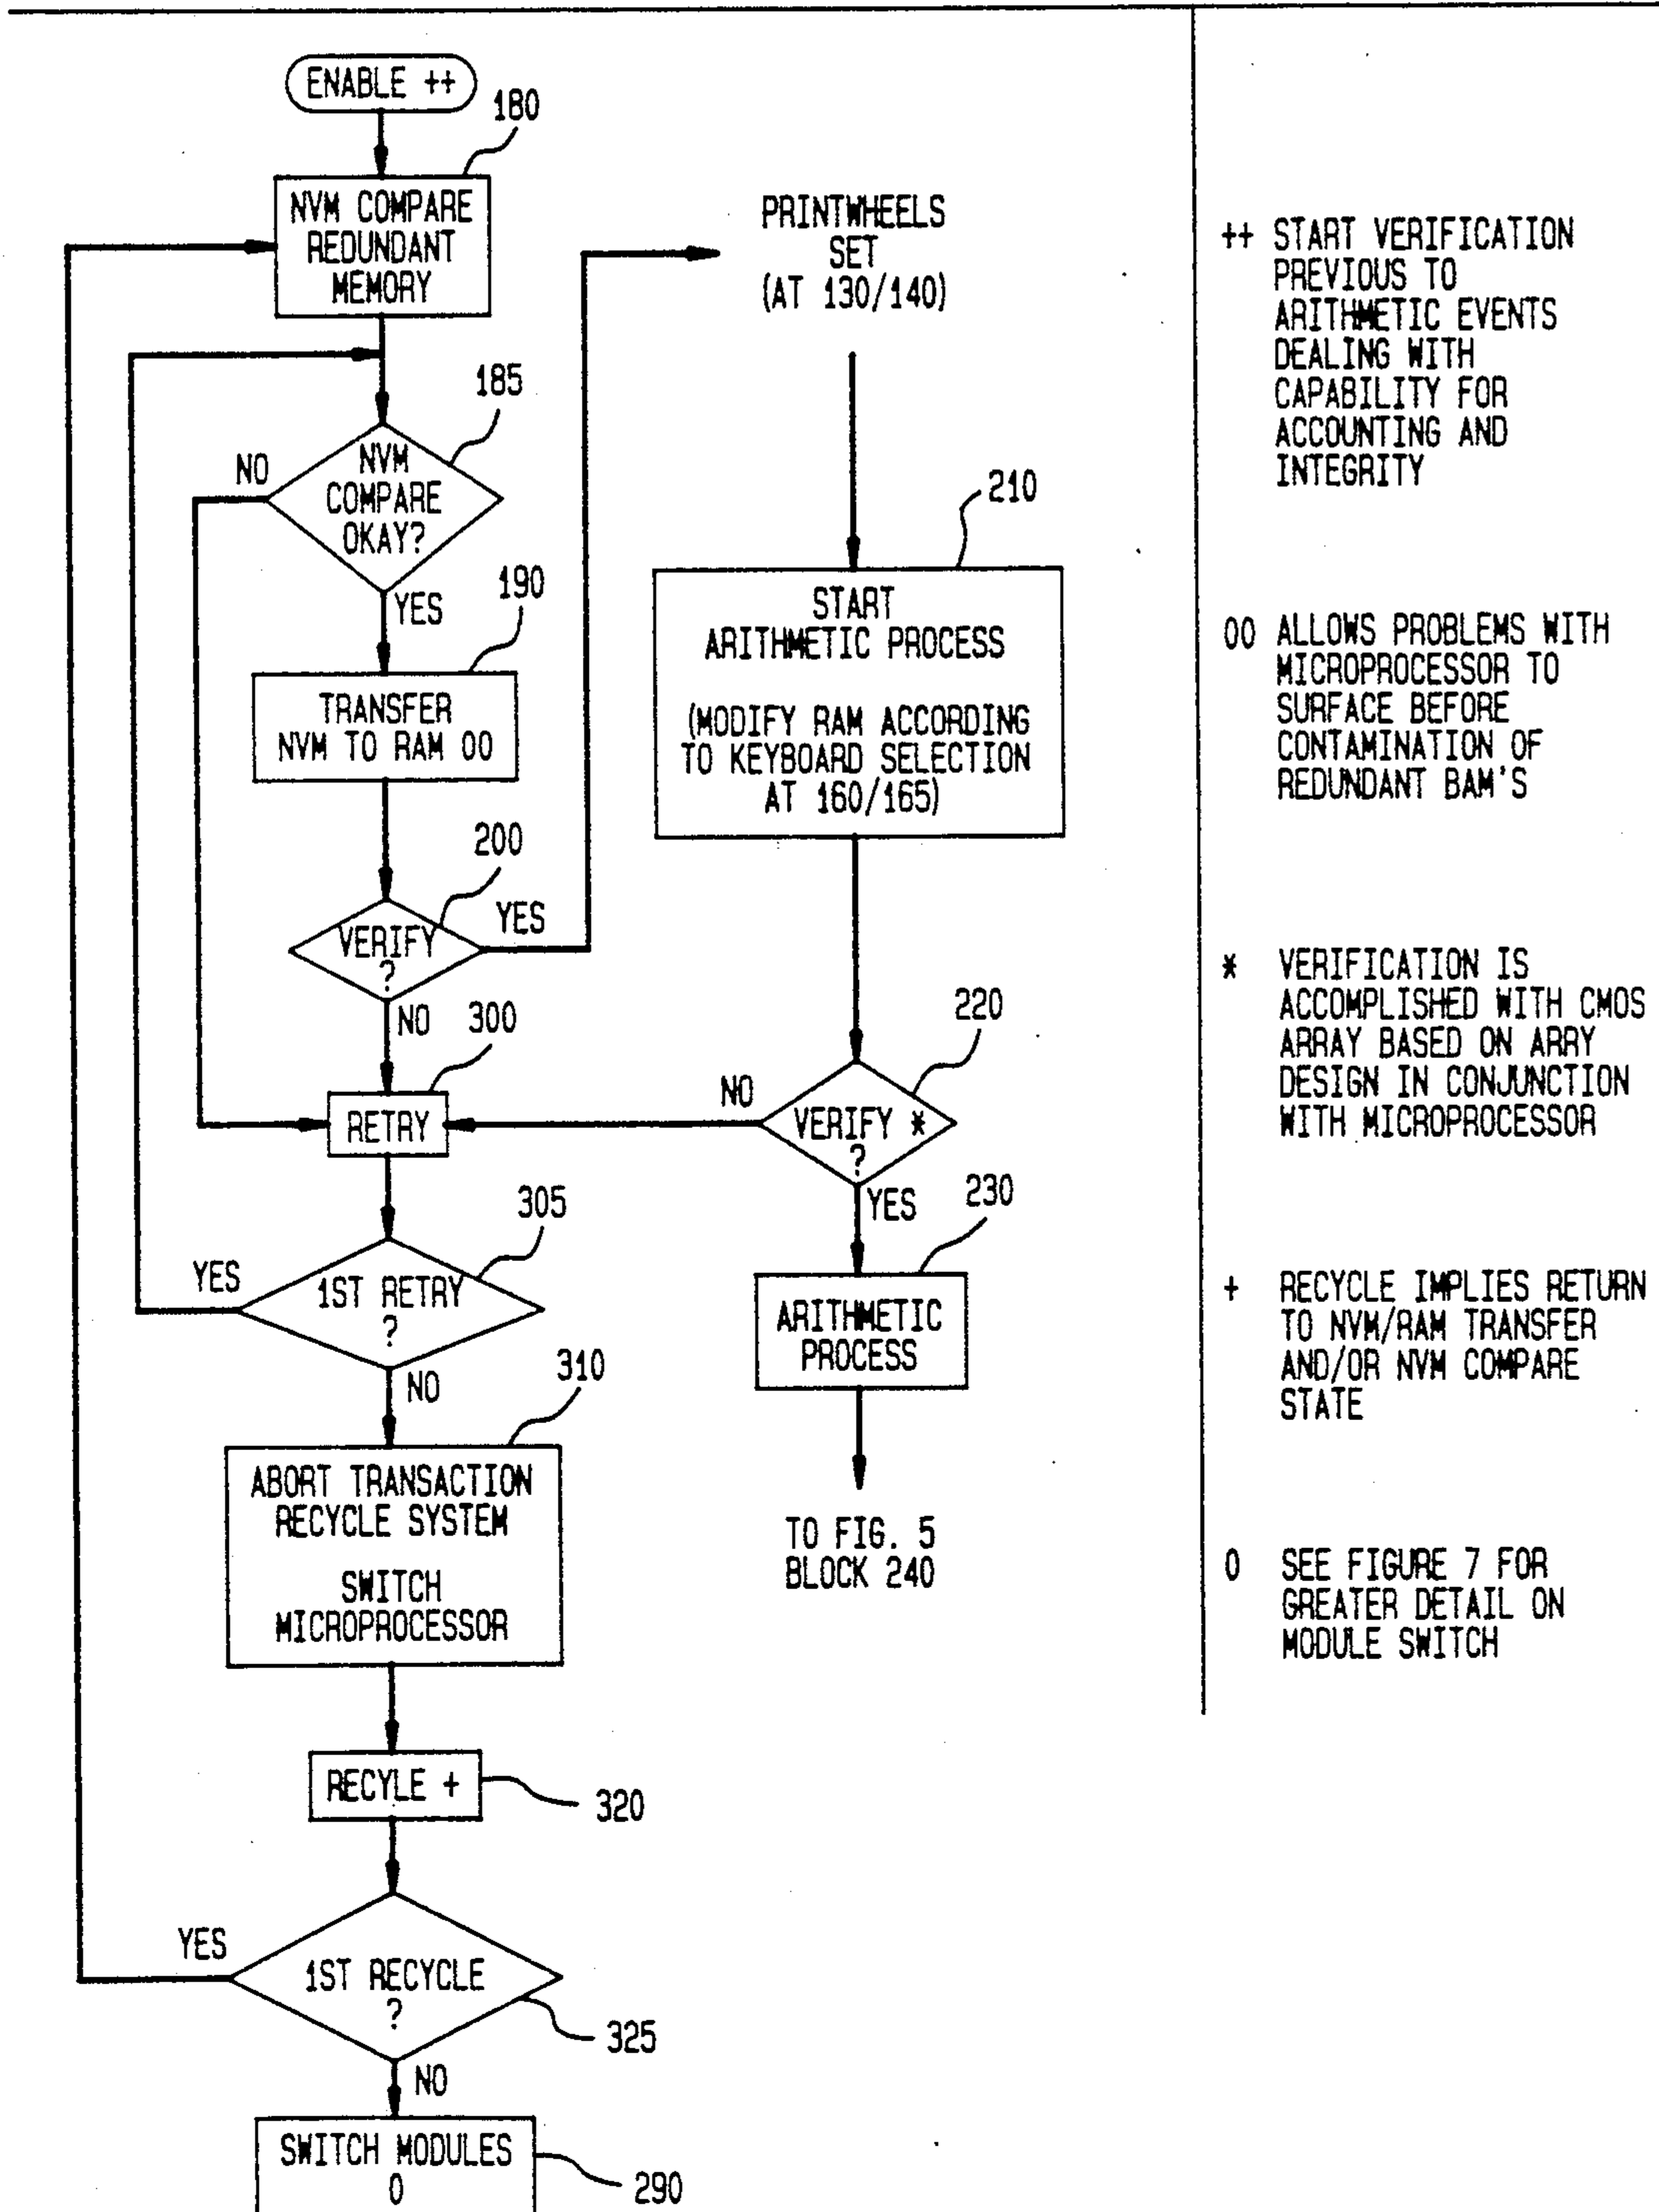 ENABLE ++
180
NVM COMPARE
REDUNDANT
MEMORY
185
NVM
COMPARE
OKAY?
NO
YES
190
TRANSFER
NVM TO RAM 00
200
VERIFY
?
YES
NO
300
RETRY
305
1ST RETRY
?
YES
NO
310
ABORT TRANSACTION
RECYCLE SYSTEM
SWITCH
MICROPROCESSOR
RECYLE +
320
1ST RECYCLE
?
YES
325
NO
SWITCH MODULES
0
290
PRINTWHEELS
SET
(AT 130/140)
210
START
ARITHMETIC PROCESS
(MODIFY RAM ACCORDING
TO KEYBOARD SELECTION
AT 160/165)
220
NO
VERIFY *
?
YES
230
ARITHMETIC
PROCESS
TO FIG. 5
BLOCK 240
++ START VERIFICATION
PREVIOUS TO
ARITHMETIC EVENTS
DEALING WITH
CAPABILITY FOR
ACCOUNTING AND
INTEGRITY
00 ALLOWS PROBLEMS WITH
MICROPROCESSOR TO
SURFACE BEFORE
CONTAMINATION OF
REDUNDANT BAM'S
* VERIFICATION IS
ACCOMPLISHED WITH CMOS
ARRAY BASED ON ARRY
DESIGN IN CONJUNCTION
WITH MICROPROCESSOR
+ RECYCLE IMPLIES RETURN
TO NVM/RAM TRANSFER
AND/OR NVM COMPARE
STATE
0 SEE FIGURE 7 FOR
GREATER DETAIL ON
MODULE SWITCH